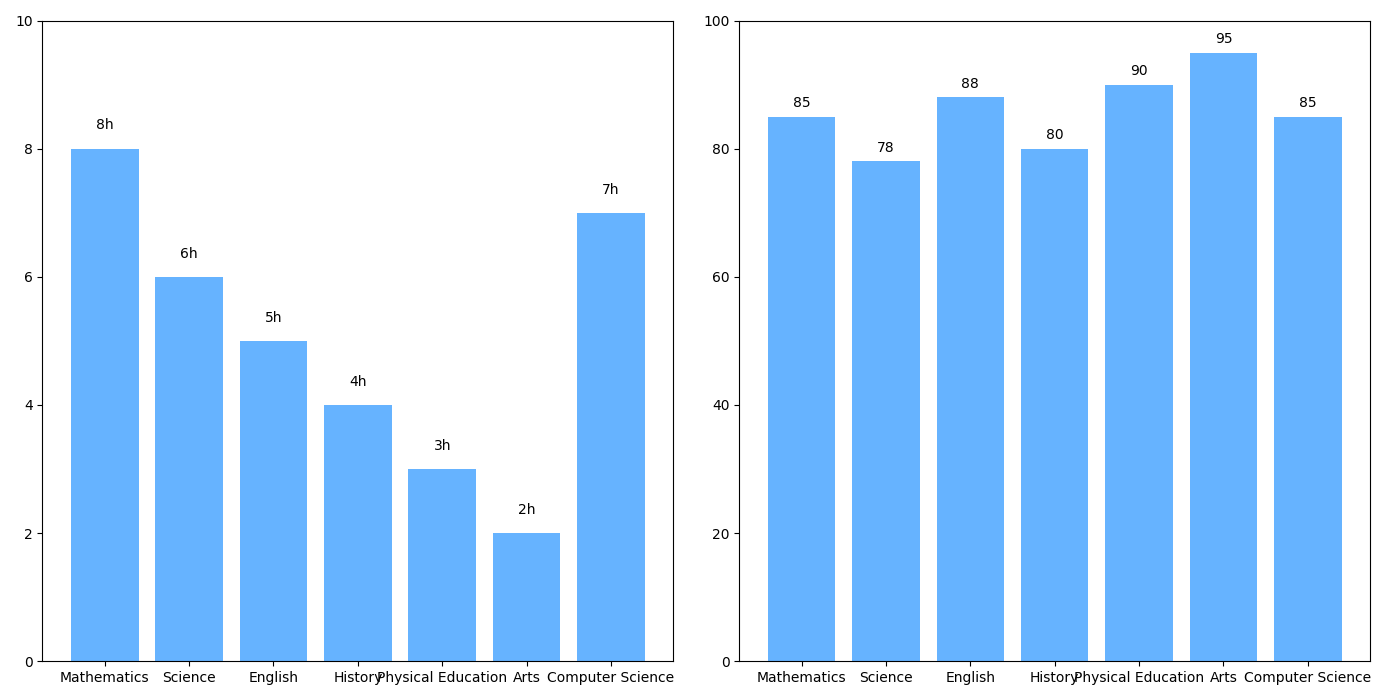 10
8
6
4
2
0
8h
6h
5h
4h
3h
2h
7h
Mathematics Science English History Physical Education Arts Computer Science
100
80
60
40
20
0
85
78
88
80
90
95
85
Mathematics Science English History Physical Education Arts Computer Science